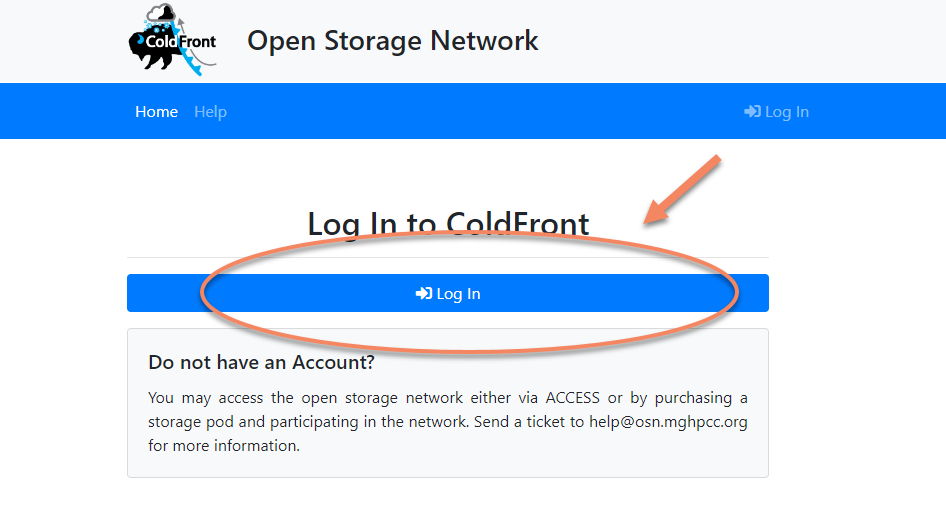 ColdFront
Open Storage Network
Home Help Log In
Log In to ColdFront
Log In
Do not have an Account?
You may access the open storage network either via ACCESS or by purchasing a
storage pod and participating in the network. Send a ticket to help@osn.mghpcc.org
for more information.